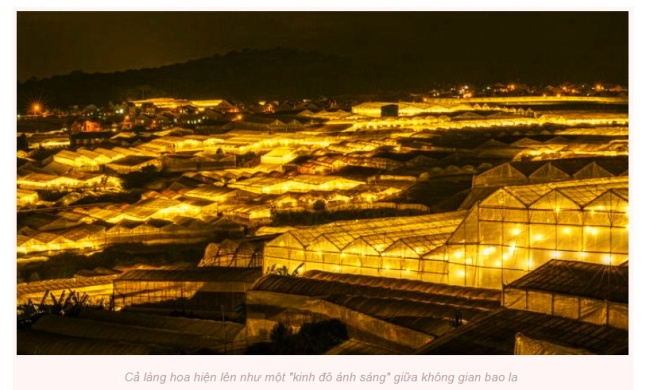 Cả làng hoa hiện lên như một "kinh đô ánh sáng" giữa không gian bao la